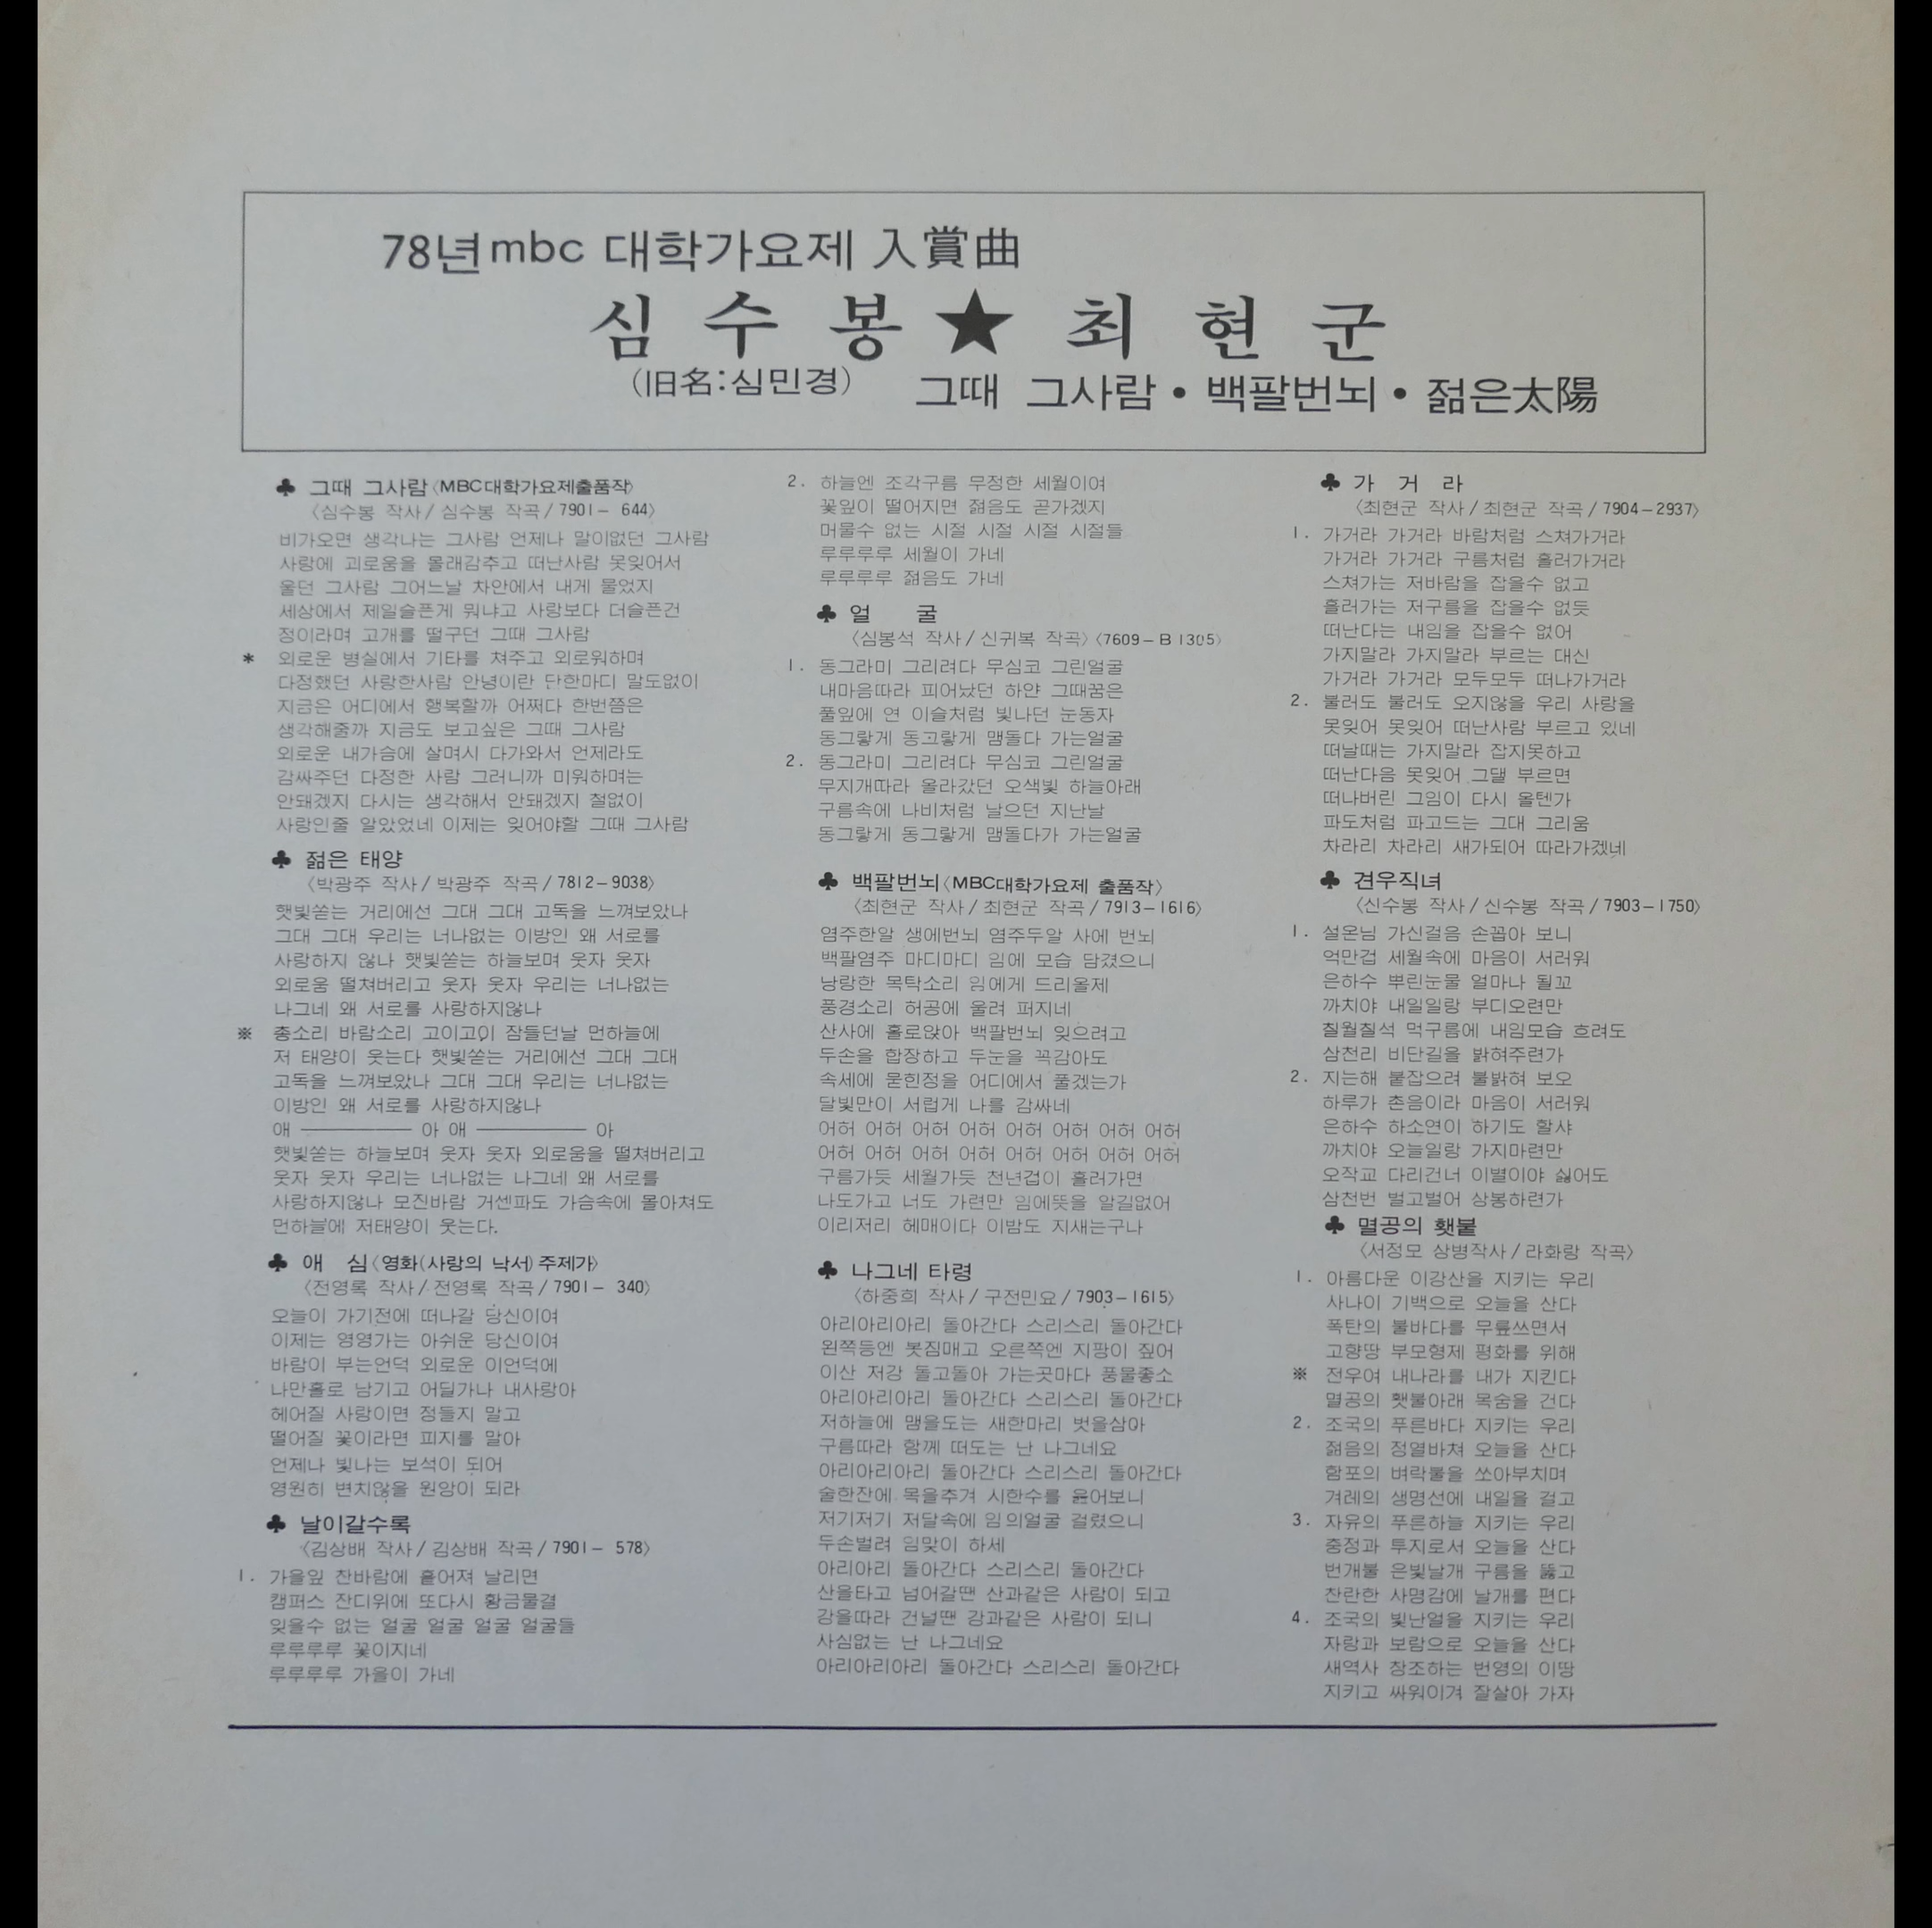 78년 mbc 대학가요제 入賞曲
심 수 봉 ★ 최 현 군
(旧名:심민경)
그때 그사람 • 백팔번뇌 • 젊은太陽
♣ 그때 그사람〈MBC대학가요제출품작〉
〈심수봉 작사 / 심수봉 작곡 / 7901- 644〉
비가오면 생각나는 그사람 언제나 말이없던 그사람
사랑에 괴로움을 몰래감추고 떠난사람 못잊어서
울던 그사람 그어느날 차안에서 내게 물었지
세상에서 제일슬픈게 뭐냐고 사랑보다 더슬픈건
정이라며 고개를 떨구던 그때 그사람
* 외로운 병실에서 기타를 쳐주고 외로워하며
다정했던 사랑한사람 안녕이란 단한마디 말도없이
지금은 어디에서 행복할까 어쩌다 한번쯤은
생각해줄까 지금도 보고싶은 그때 그사람
외로운 내가슴에 살며시 다가와서 언제라도
감싸주던 다정한 사람 그러니까 미워하며는
안돼겠지 다시는 생각해서 안돼겠지 철없이
사랑인줄 알았었네 이제는 잊어야할 그때 그사람
♣ 젊은 태양
〈박광주 작사 / 박광주 작곡 / 7812-9038〉
햇빛쏟는 거리에선 그대 그대 고독을 느껴보았나
그대 그대 우리는 너나없는 이방인 왜 서로를
사랑하지 않나 햇빛쏟는 하늘보며 웃자 웃자
외로움 떨쳐버리고 웃자 웃자 우리는 너나없는
나그네 왜 서로를 사랑하지않나
※ 총소리 바람소리 고이고이 잠들던날 먼하늘에
저 태양이 웃는다 햇빛쏟는 거리에선 그대 그대
고독을 느껴보았나 그대 그대 우리는 너나없는
이방인 왜 서로를 사랑하지않나
애 ――――― 아 애 ――――― 아
햇빛쏟는 하늘보며 웃자 웃자 외로움을 떨쳐버리고
웃자 웃자 우리는 너나없는 나그네 왜 서로를
사랑하지않나 모진바람 거센파도 가슴속에 몰아쳐도
먼하늘에 저태양이 웃는다.
♣ 애 심〈영화(사랑의 낙서)주제가〉
〈전영록 작사 / 전영록 작곡 / 7901- 340〉
오늘이 가기전에 떠나갈 당신이여
이제는 영영가는 아쉬운 당신이여
바람이 부는언덕 외로운 이언덕에
나만홀로 남기고 어딜가나 내사랑아
헤어질 사랑이면 정들지 말고
떨어질 꽃이라면 피지를 말아
언제나 빛나는 보석이 되어
영원히 변치않을 원앙이 되라
♣ 날이갈수록
〈김상배 작사 / 김상배 작곡 / 7901- 578〉
1. 가을잎 찬바람에 흩어져 날리면
캠퍼스 잔디위에 또다시 황금물결
잊을수 없는 얼굴 얼굴 얼굴 얼굴들
루루루루 꽃이지네
루루루루 가을이 가네
2. 하늘엔 조각구름 무정한 세월이여
꽃잎이 떨어지면 젊음도 곧가겠지
머물수 없는 시절 시절 시절 시절들
루루루루 세월이 가네
루루루루 젊음도 가네
♣ 얼 굴
〈심봉석 작사 / 신귀복 작곡〉〈7609-B1305〉
1. 동그라미 그리려다 무심코 그린얼굴
내마음따라 피어났던 하얀 그때꿈은
풀잎에 연 이슬처럼 빛나던 눈동자
동그랗게 동그랗게 맴돌다 가는얼굴
2. 동그라미 그리려다 무심코 그린얼굴
무지개따라 올라갔던 오색빛 하늘아래
구름속에 나비처럼 날으던 지난날
동그랗게 동그랗게 맴돌다가 가는얼굴
♣ 백팔번뇌〈MBC대학가요제 출품작〉
〈최현군 작사 / 최현군 작곡 / 7913-1616〉
염주한알 생에번뇌 염주두알 사에 번뇌
백팔염주 마디마디 임에 모습 담겼으니
낭랑한 목탁소리 임에게 드리올제
풍경소리 허공에 울려 퍼지네
산사에 홀로앉아 백팔번뇌 잊으려고
두손을 합장하고 두눈을 꼭감아도
속세에 묻힌정을 어디에서 풀겠는가
달빛만이 서럽게 나를 감싸네
어허 어허 어허 어허 어허 어허 어허 어허
어허 어허 어허 어허 어허 어허 어허 어허
구름가듯 세월가듯 천년겁이 흘러가면
나도가고 너도 가련만 임에뜻을 알길없어
이리저리 헤매이다 이밤도 지새는구나
♣ 나그네 타령
〈하중희 작사 / 구전민요 / 7903-1615〉
아리아리아리 돌아간다 스리스리 돌아간다
왼쪽등엔 봇짐매고 오른쪽엔 지팡이 짚어
이산 저강 돌고돌아 가는곳마다 풍물좋소
아리아리아리 돌아간다 스리스리 돌아간다
저하늘에 맴을도는 새한마리 벗을삼아
구름따라 함께 떠도는 난 나그네요
아리아리아리 돌아간다 스리스리 돌아간다
술한잔에 목을추겨 시한수를 읊어보니
저기저기 저달속에 임의얼굴 걸렸으니
두손벌려 임맞이 하세
아리아리 돌아간다 스리스리 돌아간다
산을타고 넘어갈땐 산과같은 사람이 되고
강을따라 건널땐 강과같은 사람이 되니
사심없는 난 나그네요
아리아리아리 돌아간다 스리스리 돌아간다
♣ 가 거 라
〈최현군 작사 / 최현군 작곡 / 7904-2937〉
1. 가거라 가거라 바람처럼 스쳐가거라
가거라 가거라 구름처럼 흘러가거라
스쳐가는 저바람을 잡을수 없고
흘러가는 저구름을 잡을수 없듯
떠난다는 내임을 잡을수 없어
가지말라 가지말라 부르는 대신
가거라 가거라 모두모두 떠나가거라
2. 불러도 불러도 오지않을 우리 사랑을
못잊어 못잊어 떠난사람 부르고 있네
떠날때는 가지말라 잡지못하고
떠난다음 못잊어 그댈 부르면
떠나버린 그임이 다시 올텐가
파도처럼 파고드는 그대 그리움
차라리 차라리 새가되어 따라가겠네
♣ 견우직녀
〈신수봉 작사 / 신수봉 작곡 / 7903-1750〉
1. 설온님 가신걸음 손꼽아 보니
억만겁 세월속에 마음이 서러워
은하수 뿌린눈물 얼마나 될꼬
까치야 내일일랑 부디오련만
칠월칠석 먹구름에 내임모습 흐려도
삼천리 비단길을 밝혀주련가
2. 지는해 붙잡으려 불밝혀 보오
하루가 촌음이라 마음이 서러워
은하수 하소연이 하기도 할샤
까치야 오늘일랑 가지마련만
오작교 다리건너 이별이야 싫어도
삼천번 벌고벌어 상봉하련가
♣ 멸공의 횃불
〈서정모 상병작사 / 라화랑 작곡〉
1. 아름다운 이강산을 지키는 우리
사나이 기백으로 오늘을 산다
폭탄의 불바다를 무릎쓰면서
고향땅 부모형제 평화를 위해
※ 전우여 내나라를 내가 지킨다
멸공의 횃불아래 목숨을 건다
2. 조국의 푸른바다 지키는 우리
젊음의 정열바쳐 오늘을 산다
함포의 벼락불을 쏘아부치며
겨레의 생명선에 내일을 걸고
3. 자유의 푸른하늘 지키는 우리
충정과 투지로서 오늘을 산다
번개불 은빛날개 구름을 뚫고
찬란한 사명감에 날개를 편다
4. 조국의 빛난얼을 지키는 우리
자랑과 보람으로 오늘을 산다
새역사 창조하는 번영의 이땅
지키고 싸워이겨 잘살아 가자